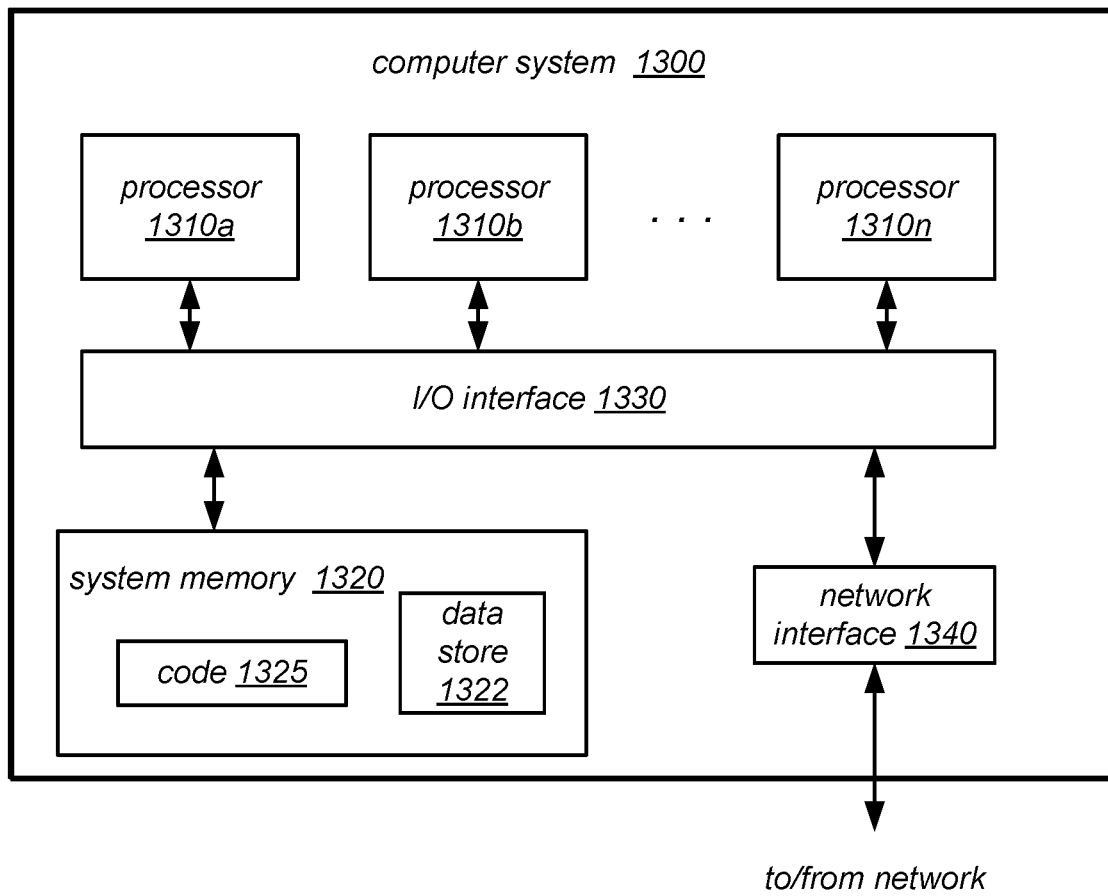 computer system 1300
processor
1310a
processor
1310b
. . .
processor
1310n
I/O interface 1330
system memory 1320
code 1325
data
store
1322
network
interface 1340
to/from network